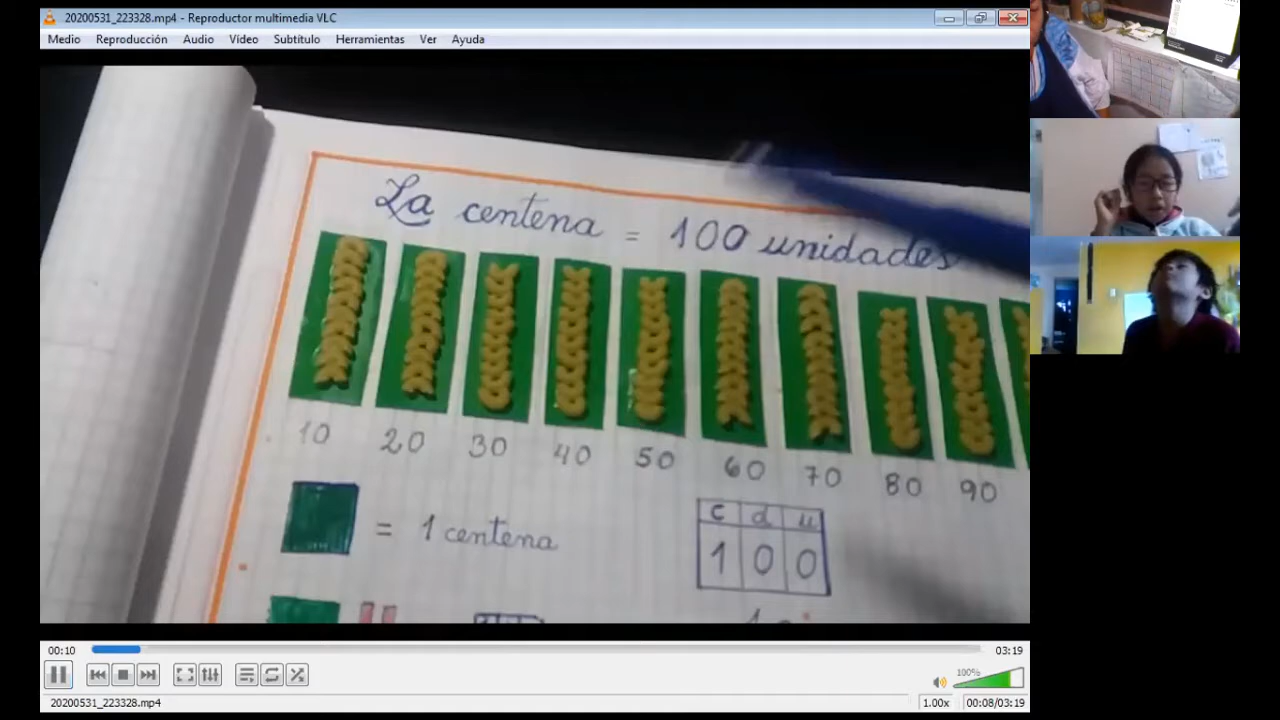 20200531_223328.mp4 - Reproductor multimedia VLC
Medio Reproducción Audio Vídeo Subtítulo Herramientas Ver Ayuda
La centena = 100 unidades
10 20 30 40 50 60 70 80 90
= 1 centena
c d u
1 0 0
00:10 03:19
100%
20200531_223328.mp4 1.00x 00:08/03:19